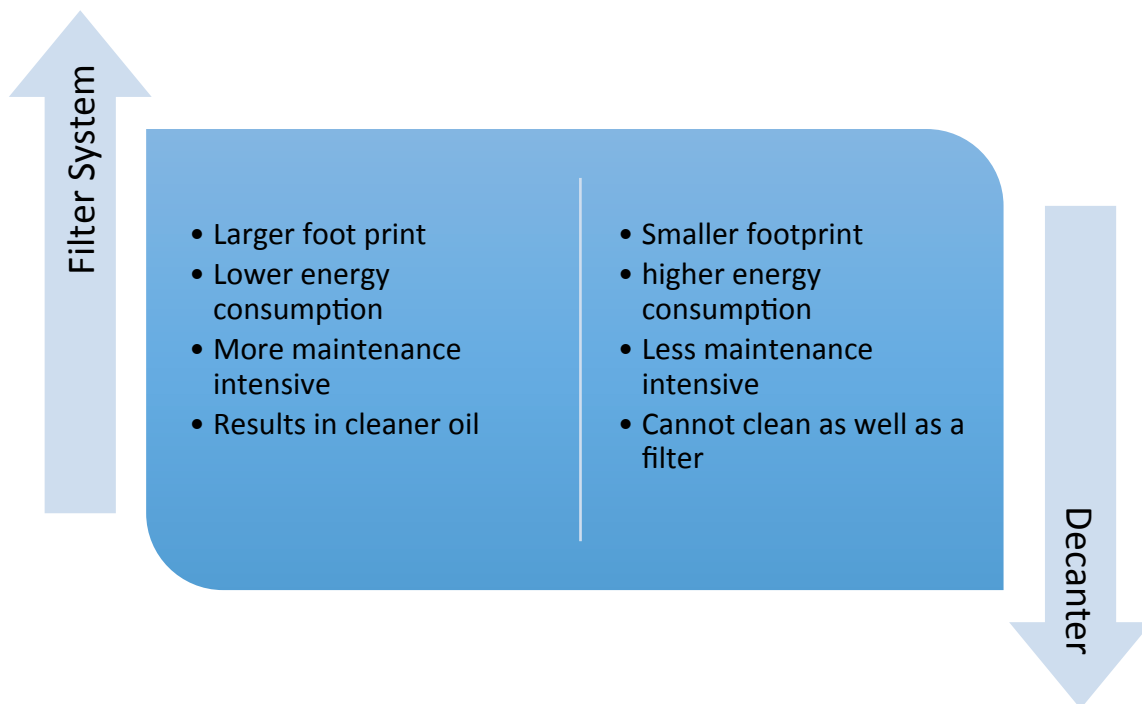 Filter System
• Larger foot print
• Lower energy
consumption
• More maintenance
intensive
• Results in cleaner oil
• Smaller footprint
• higher energy
consumption
• Less maintenance
intensive
• Cannot clean as well as a
filter
Decanter